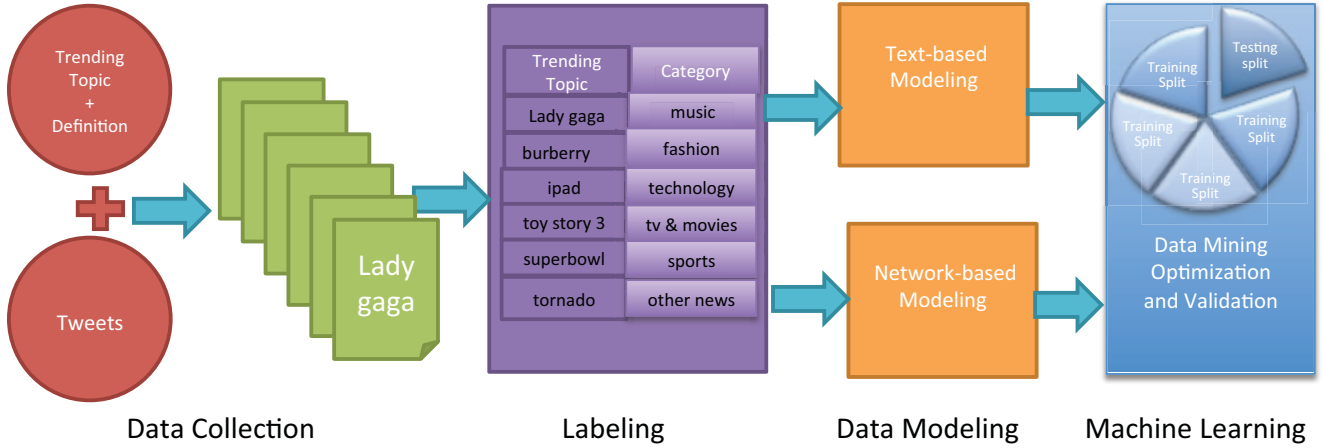 Trending
Topic
+
Definition
Tweets
Lady
gaga
Trending
Topic
Category
Lady gaga
music
burberry
fashion
ipad
technology
toy story 3
tv & movies
superbowl
sports
tornado
other news
Text-based
Modeling
Network-based
Modeling
Training
Split
Testing
split
Training
Split
Training
Split
Training
Split
Data Mining
Optimization
and Validation
Data Collection
Labeling
Data Modeling
Machine Learning